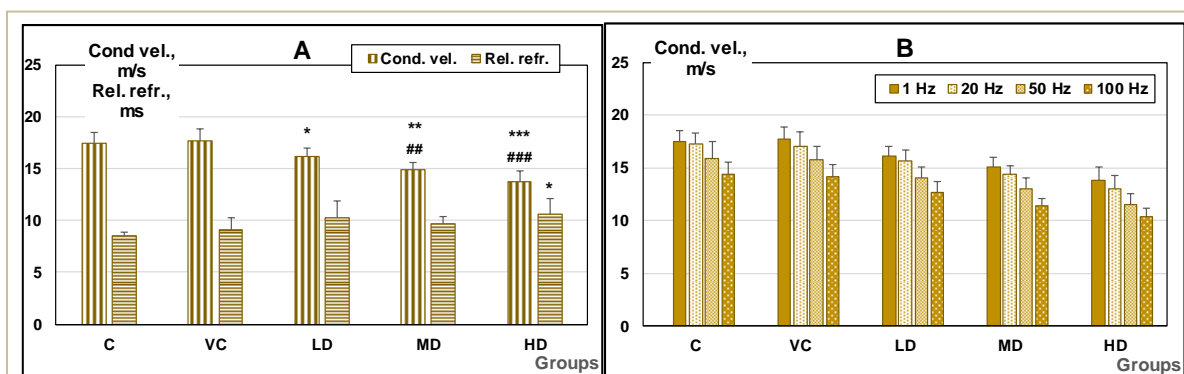 A
Cond vel.,
m/s
Rel. refr.,
ms
Cond. vel. Rel. refr.
25
20
15
10
5
0
*
**
##
***
###
*
C VC LD MD HD
Groups
B
Cond. vel.,
m/s
1 Hz 20 Hz 50 Hz 100 Hz
25
20
15
10
5
0
C VC LD MD HD
Groups